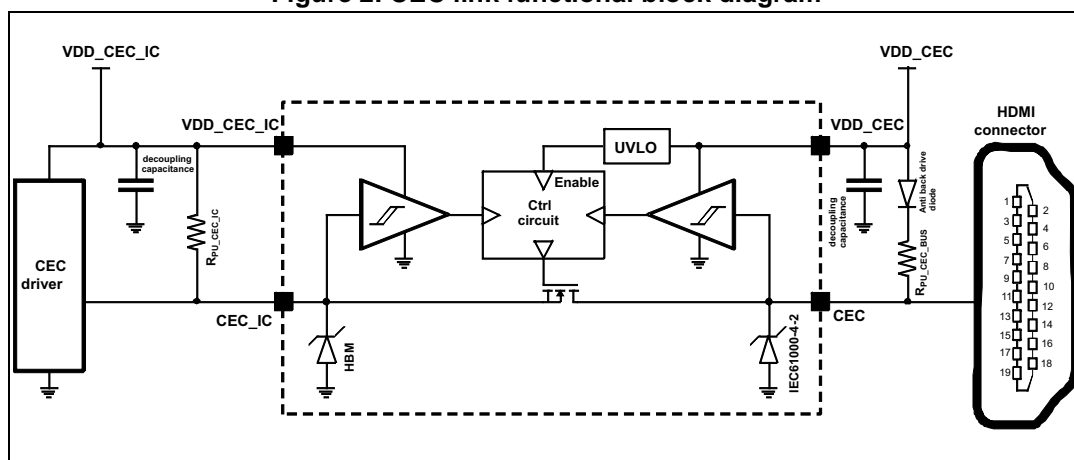 Figure 2. CEC link functional block diagram
VDD_CEC_IC
VDD_CEC
VDD_CEC_IC
VDD_CEC
HDMI
connector
decoupling
capacitance
UVLO
Enable
Ctrl
circuit
decoupling
capacitance
Anti back drive
diode
RPU_CEC_IC
RPU_CEC_BUS
CEC
driver
CEC_IC
CEC
HBM
IEC61000-4-2
1
2
3
4
5
6
7
8
9
10
11
12
13
14
15
16
17
18
19